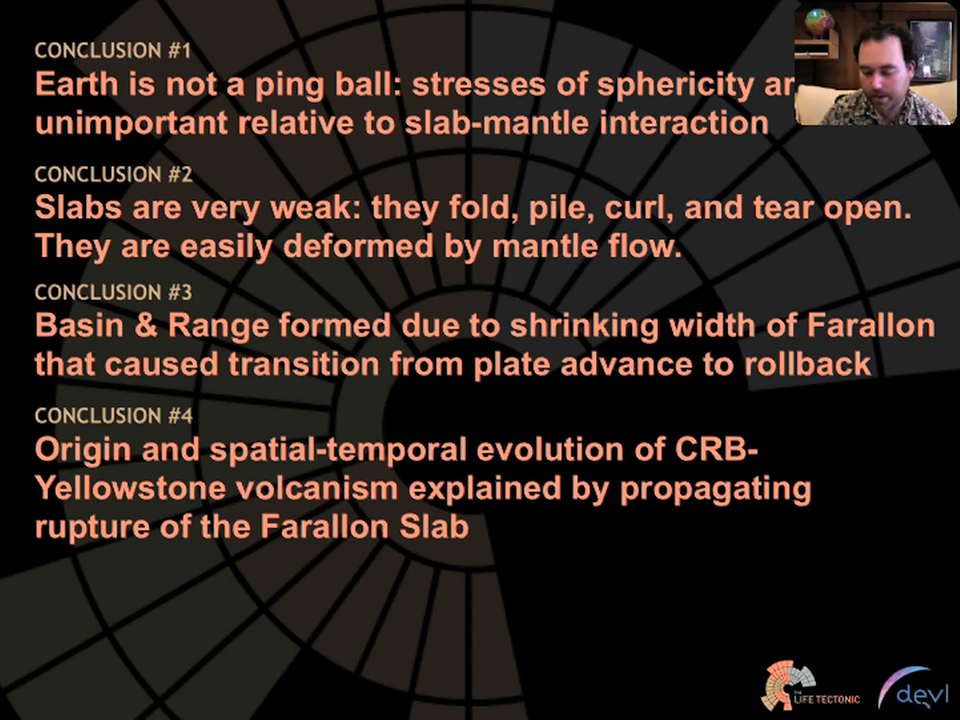 CONCLUSION #1
Earth is not a ping ball: stresses of sphericity ar
unimportant relative to slab-mantle interaction
CONCLUSION #2
Slabs are very weak: they fold, pile, curl, and tear open.
They are easily deformed by mantle flow.
CONCLUSION #3
Basin & Range formed due to shrinking width of Farallon
that caused transition from plate advance to rollback
CONCLUSION #4
Origin and spatial-temporal evolution of CRB-
Yellowstone volcanism explained by propagating
rupture of the Farallon Slab
THE
LIFE TECTONIC
devl